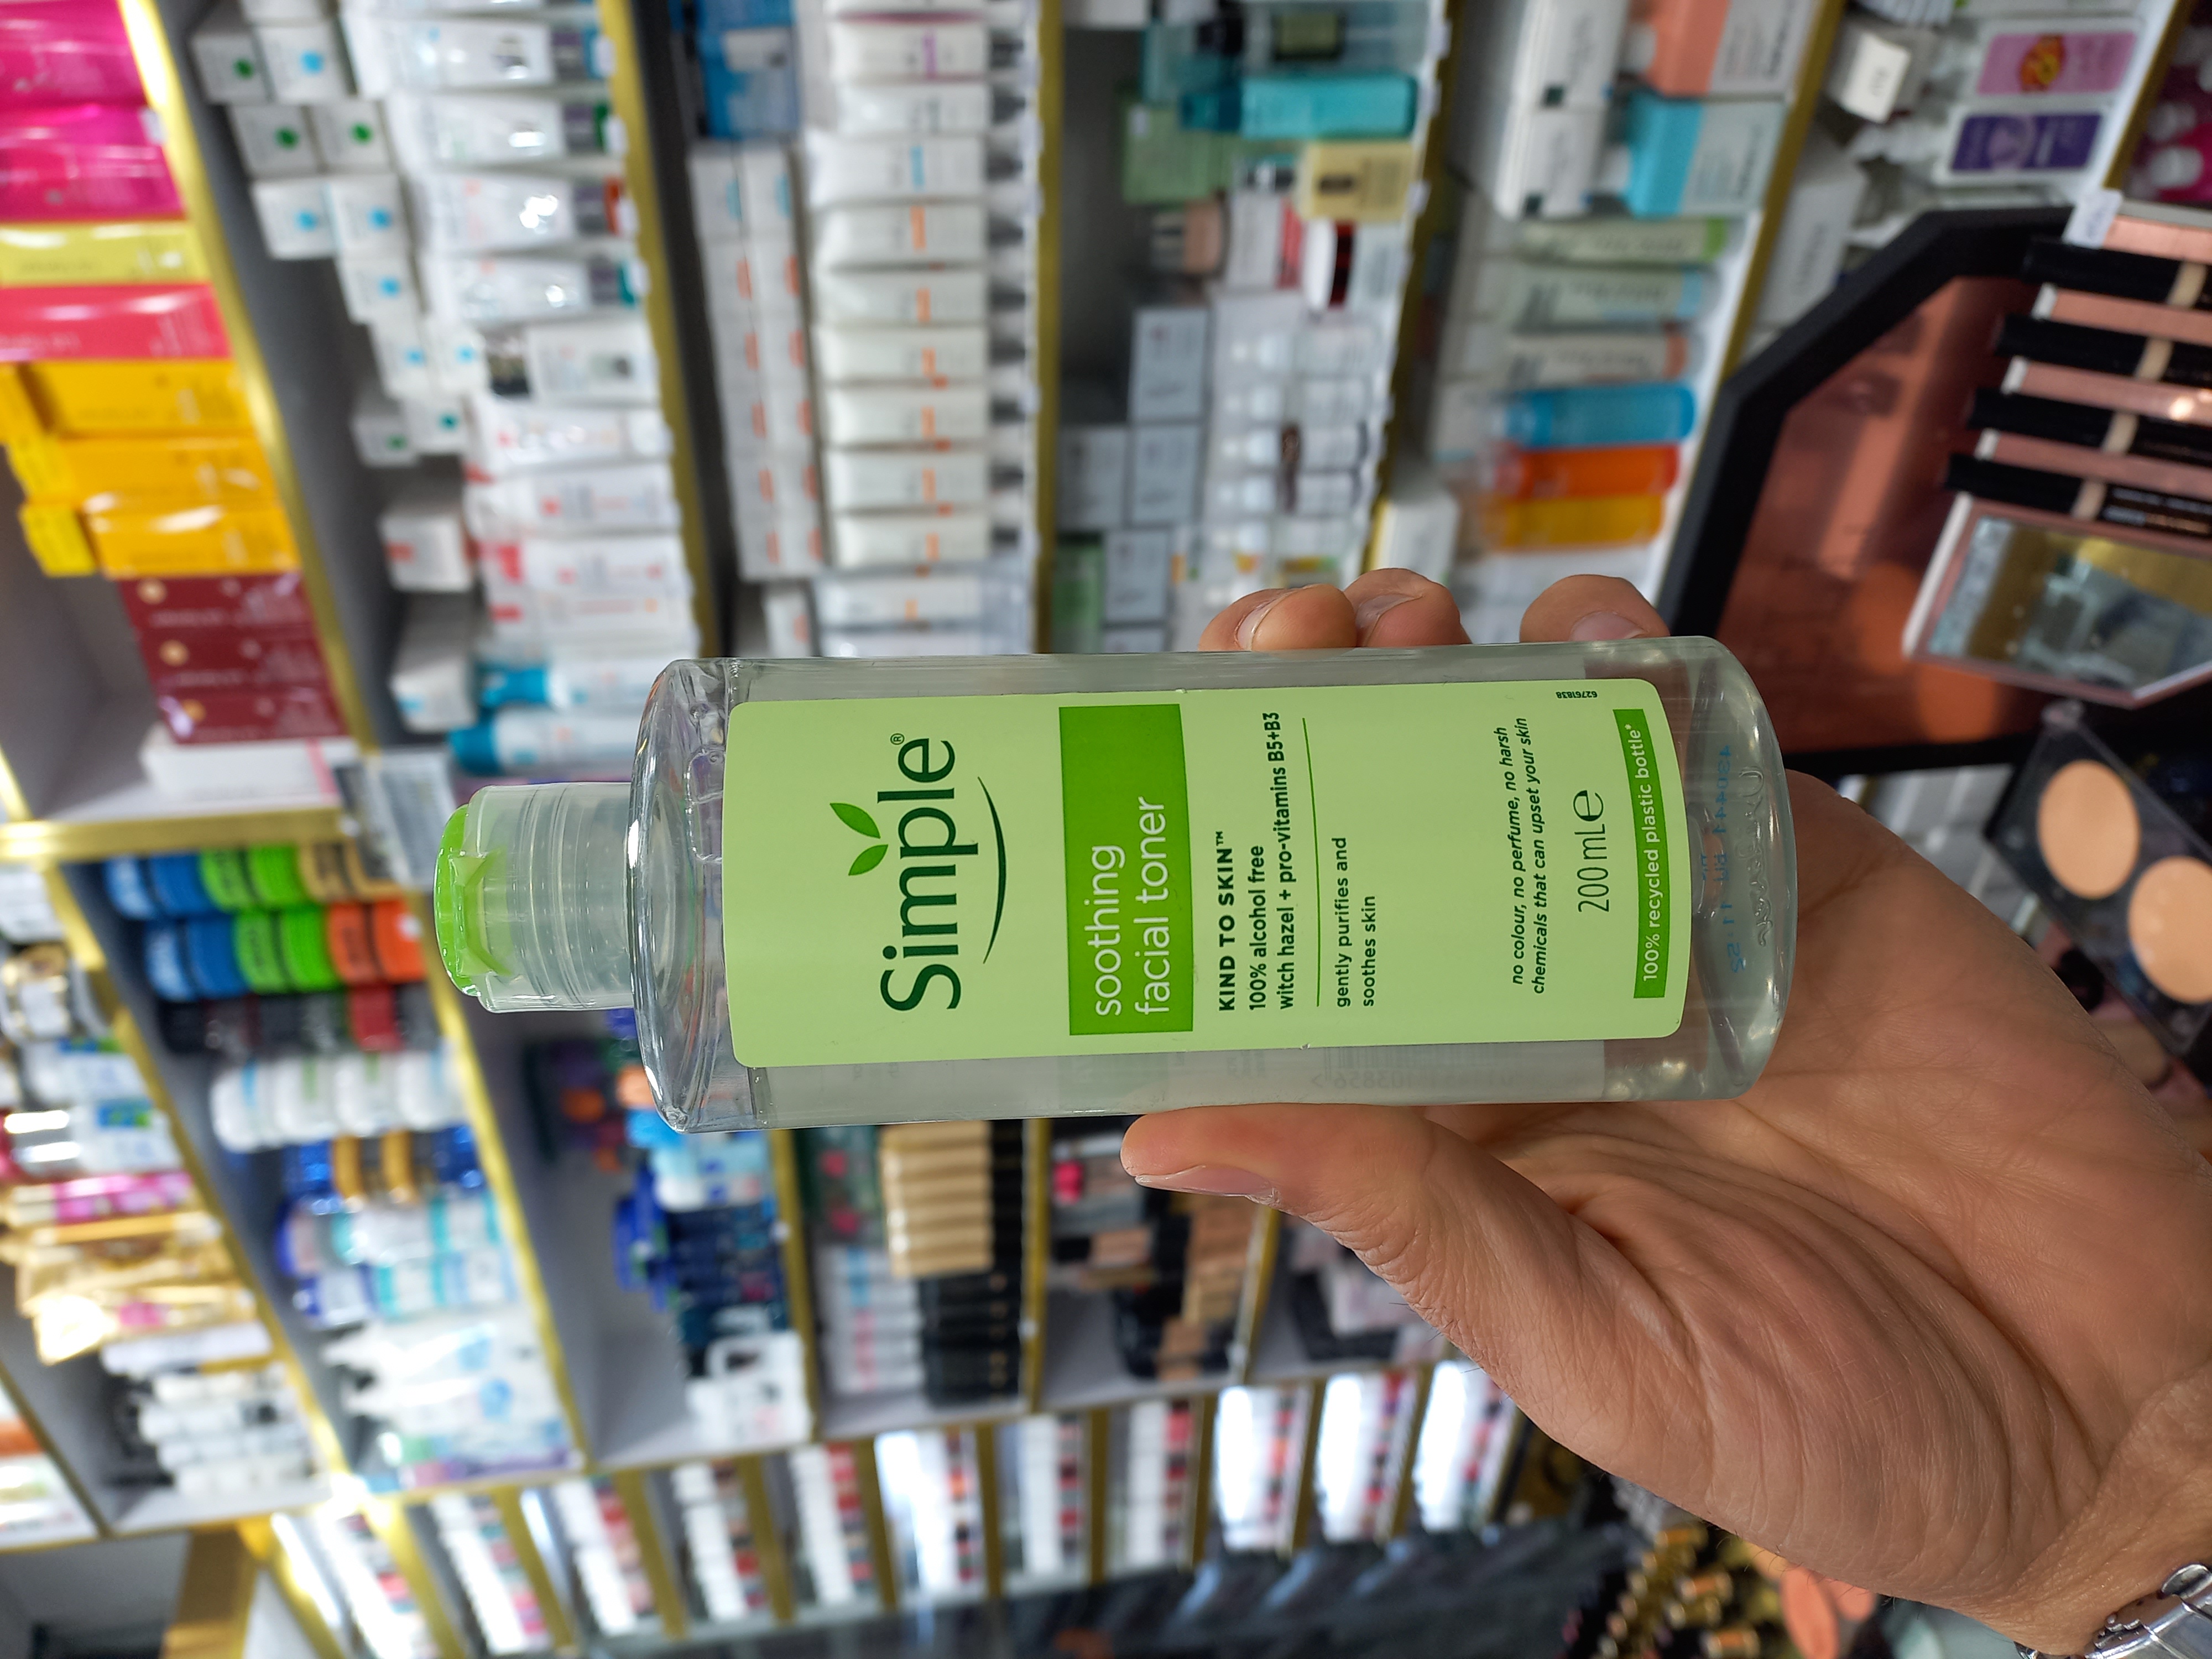 Simple®
soothing
facial toner
KIND TO SKIN™
100% alcohol free
witch hazel + pro-vitamins B5+B3
gently purifies and
soothes skin
no colour, no perfume, no harsh
chemicals that can upset your skin
200 mL e
100% recycled plastic bottle*
6276I838